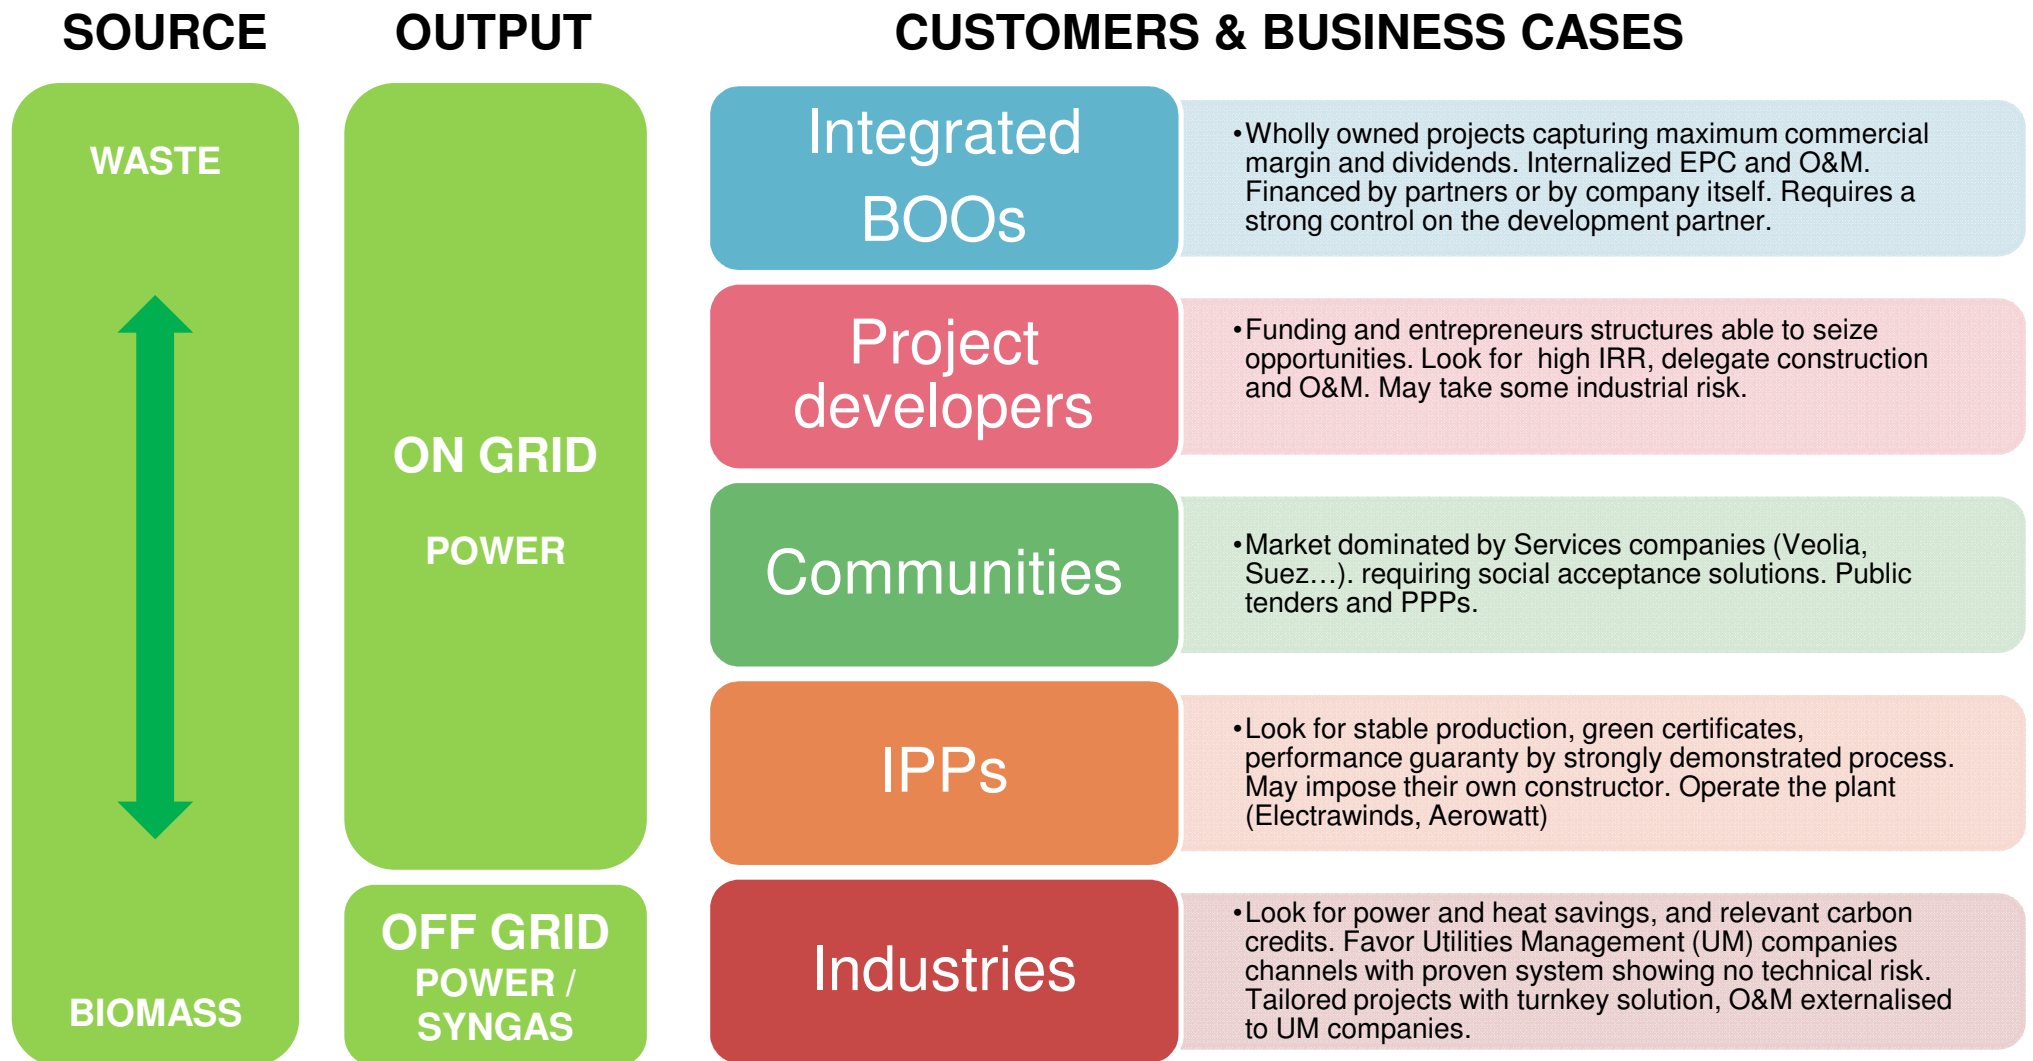 SOURCE
OUTPUT
CUSTOMERS & BUSINESS CASES
WASTE
BIOMASS
ON GRID
POWER
OFF GRID
POWER /
SYNGAS
Integrated
BOOs
•Wholly owned projects capturing maximum commercial
margin and dividends. Internalized EPC and O&M.
Financed by partners or by company itself. Requires a
strong control on the development partner.
Project
developers
•Funding and entrepreneurs structures able to seize
opportunities. Look for  high IRR, delegate construction
and O&M. May take some industrial risk.
Communities
•Market dominated by Services companies (Veolia,
Suez…). requiring social acceptance solutions. Public
tenders and PPPs.
IPPs
•Look for stable production, green certificates,
performance guaranty by strongly demonstrated process.
May impose their own constructor. Operate the plant
(Electrawinds, Aerowatt)
Industries
•Look for power and heat savings, and relevant carbon
credits. Favor Utilities Management (UM) companies
channels with proven system showing no technical risk.
Tailored projects with turnkey solution, O&M externalised
to UM companies.